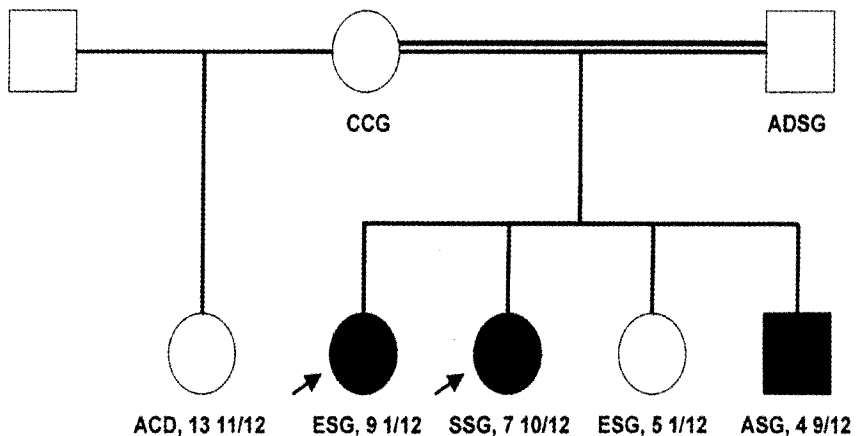 CCG
ADSG
ACD, 13 11/12
ESG, 9 1/12
SSG, 7 10/12
ESG, 5 1/12
ASG, 4 9/12